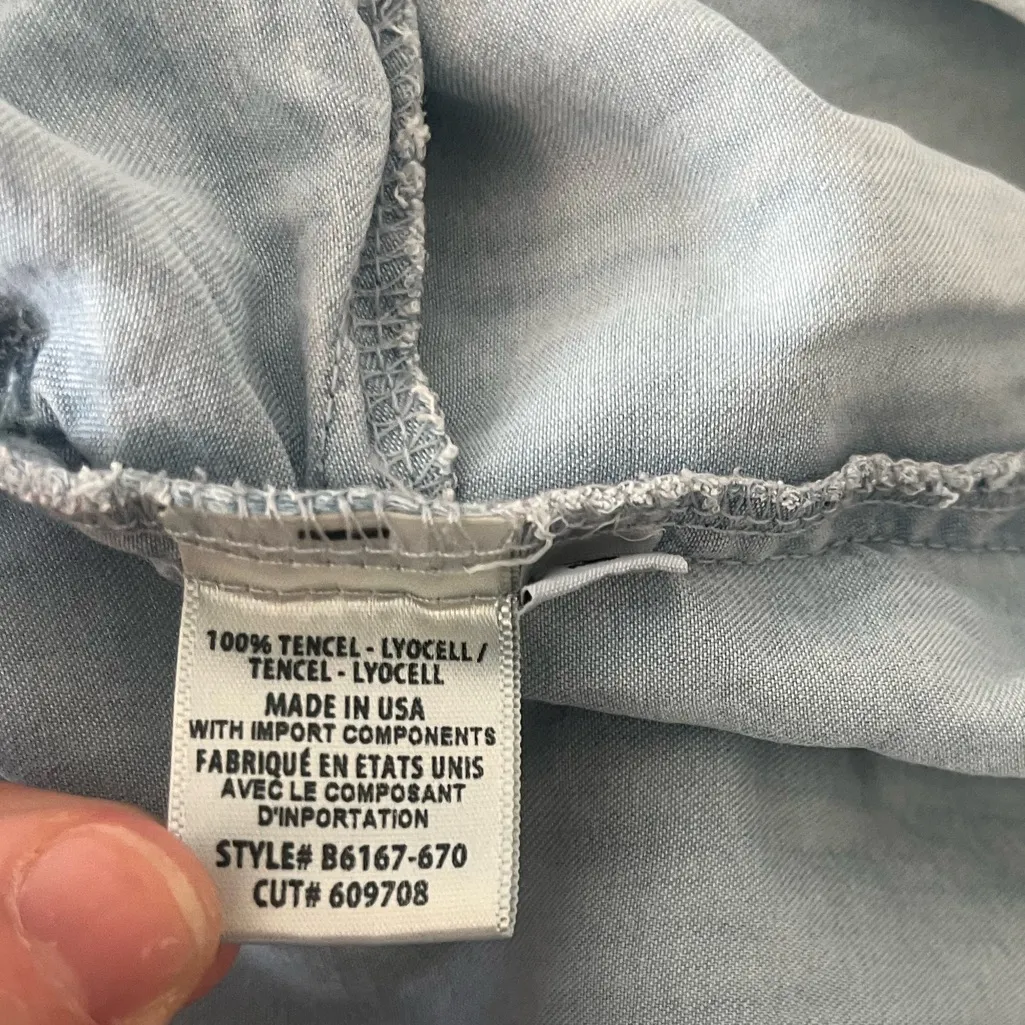 100% TENCEL - LYOCELL /
TENCEL - LYOCELL
MADE IN USA
WITH IMPORT COMPONENTS
FABRIQUÉ EN ETATS UNIS
AVEC LE COMPOSANT
D'INPORTATION
STYLE# B6167-670
CUT# 609708